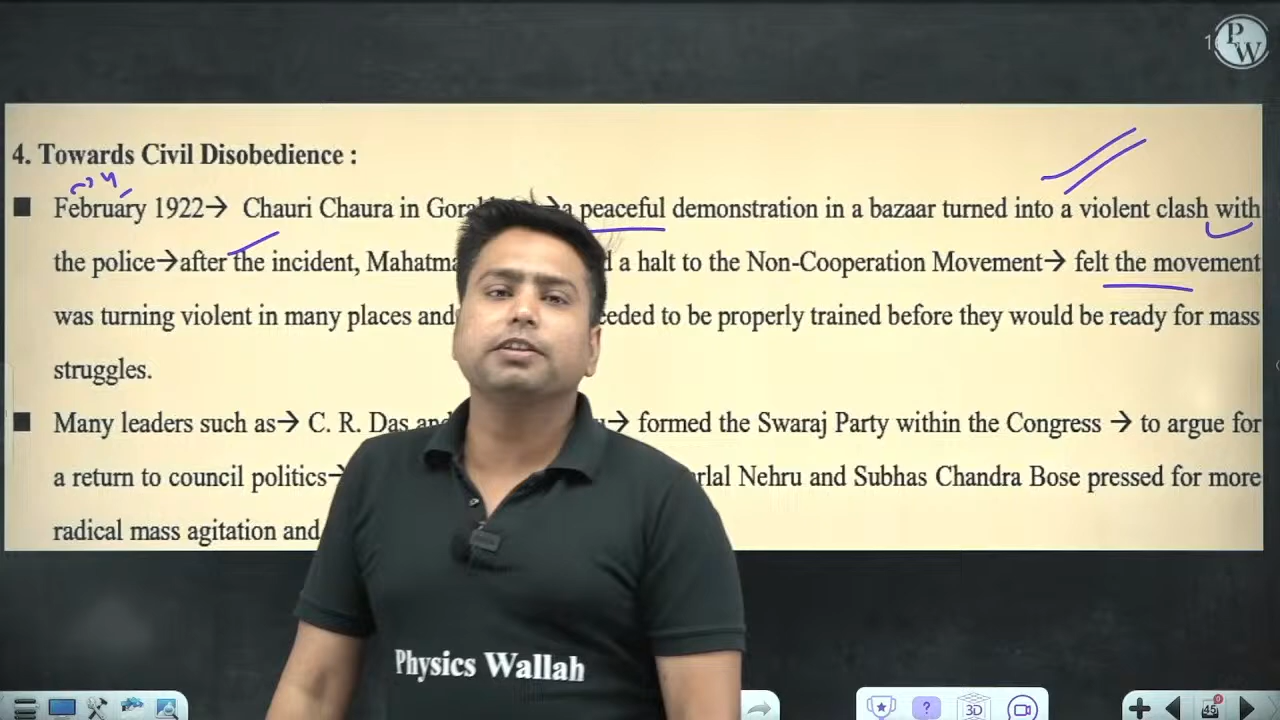 PW
1
4. Towards Civil Disobedience :
■ February 1922→ Chauri Chaura in →a peaceful demonstration in a bazaar turned into a violent clash with
the police→after the incident, Mahatma a halt to the Non-Cooperation Movement→ felt the movement
was turning violent in many places and to be properly trained before they would be ready for mass
struggles.
■ Many leaders such as→ C. R. Das → formed the Swaraj Party within the Congress → to argue for
a return to council politics→ Nehru and Subhas Chandra Bose pressed for more
radical mass agitation and
Physics Wallah
?
3D
45